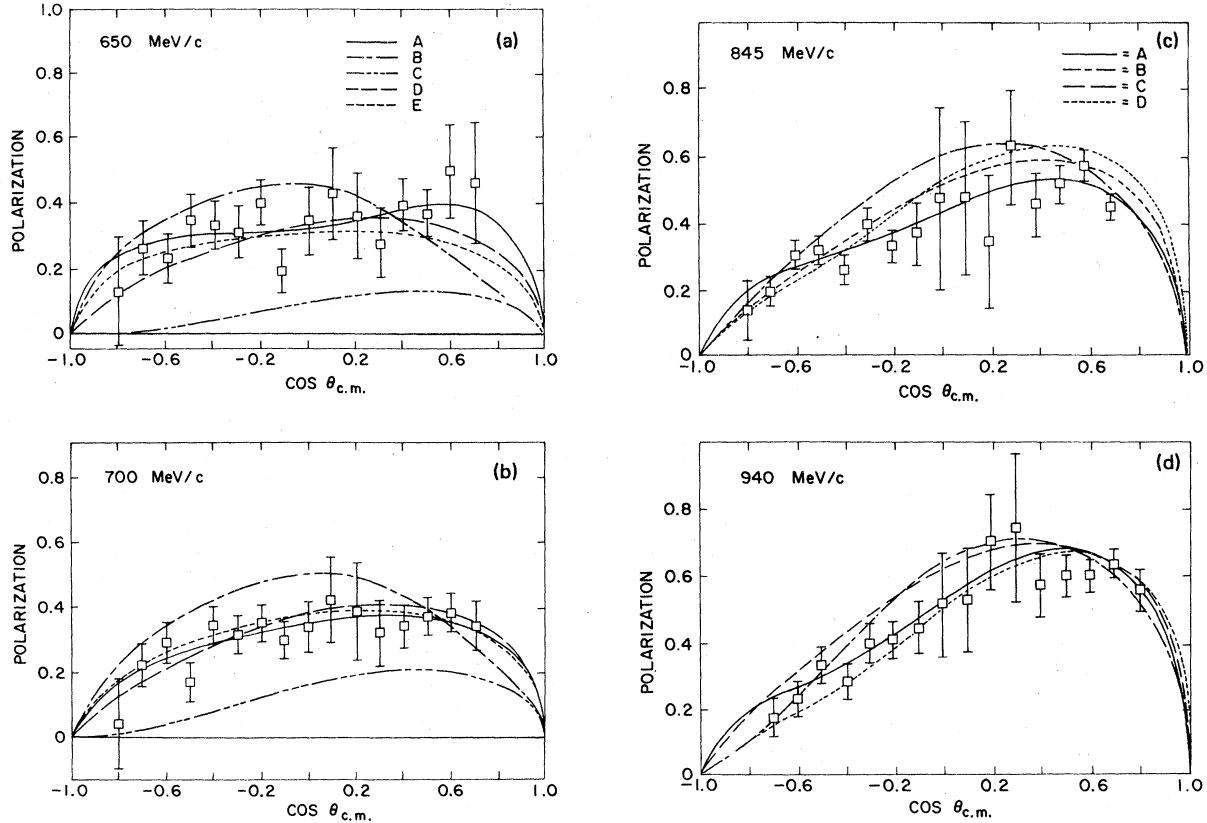 1.0
650 MeV/c
(a)
A
B
C
D
E
0.8
0.6
0.4
0.2
0
POLARIZATION
-1.0
-0.6
-0.2
0.2
0.6
1.0
COS θc.m.
845 MeV/c
(c)
= A
= B
= C
= D
0.8
0.6
0.4
0.2
0
POLARIZATION
-1.0
-0.6
-0.2
0.2
0.6
1.0
COS θc.m.
700 MeV/c
(b)
0.8
0.6
0.4
0.2
0
POLARIZATION
-1.0
-0.6
-0.2
0.2
0.6
1.0
COS θc.m.
940 MeV/c
(d)
0.8
0.6
0.4
0.2
0
POLARIZATION
-1.0
-0.6
-0.2
0.2
0.6
1.0
COS θc.m.